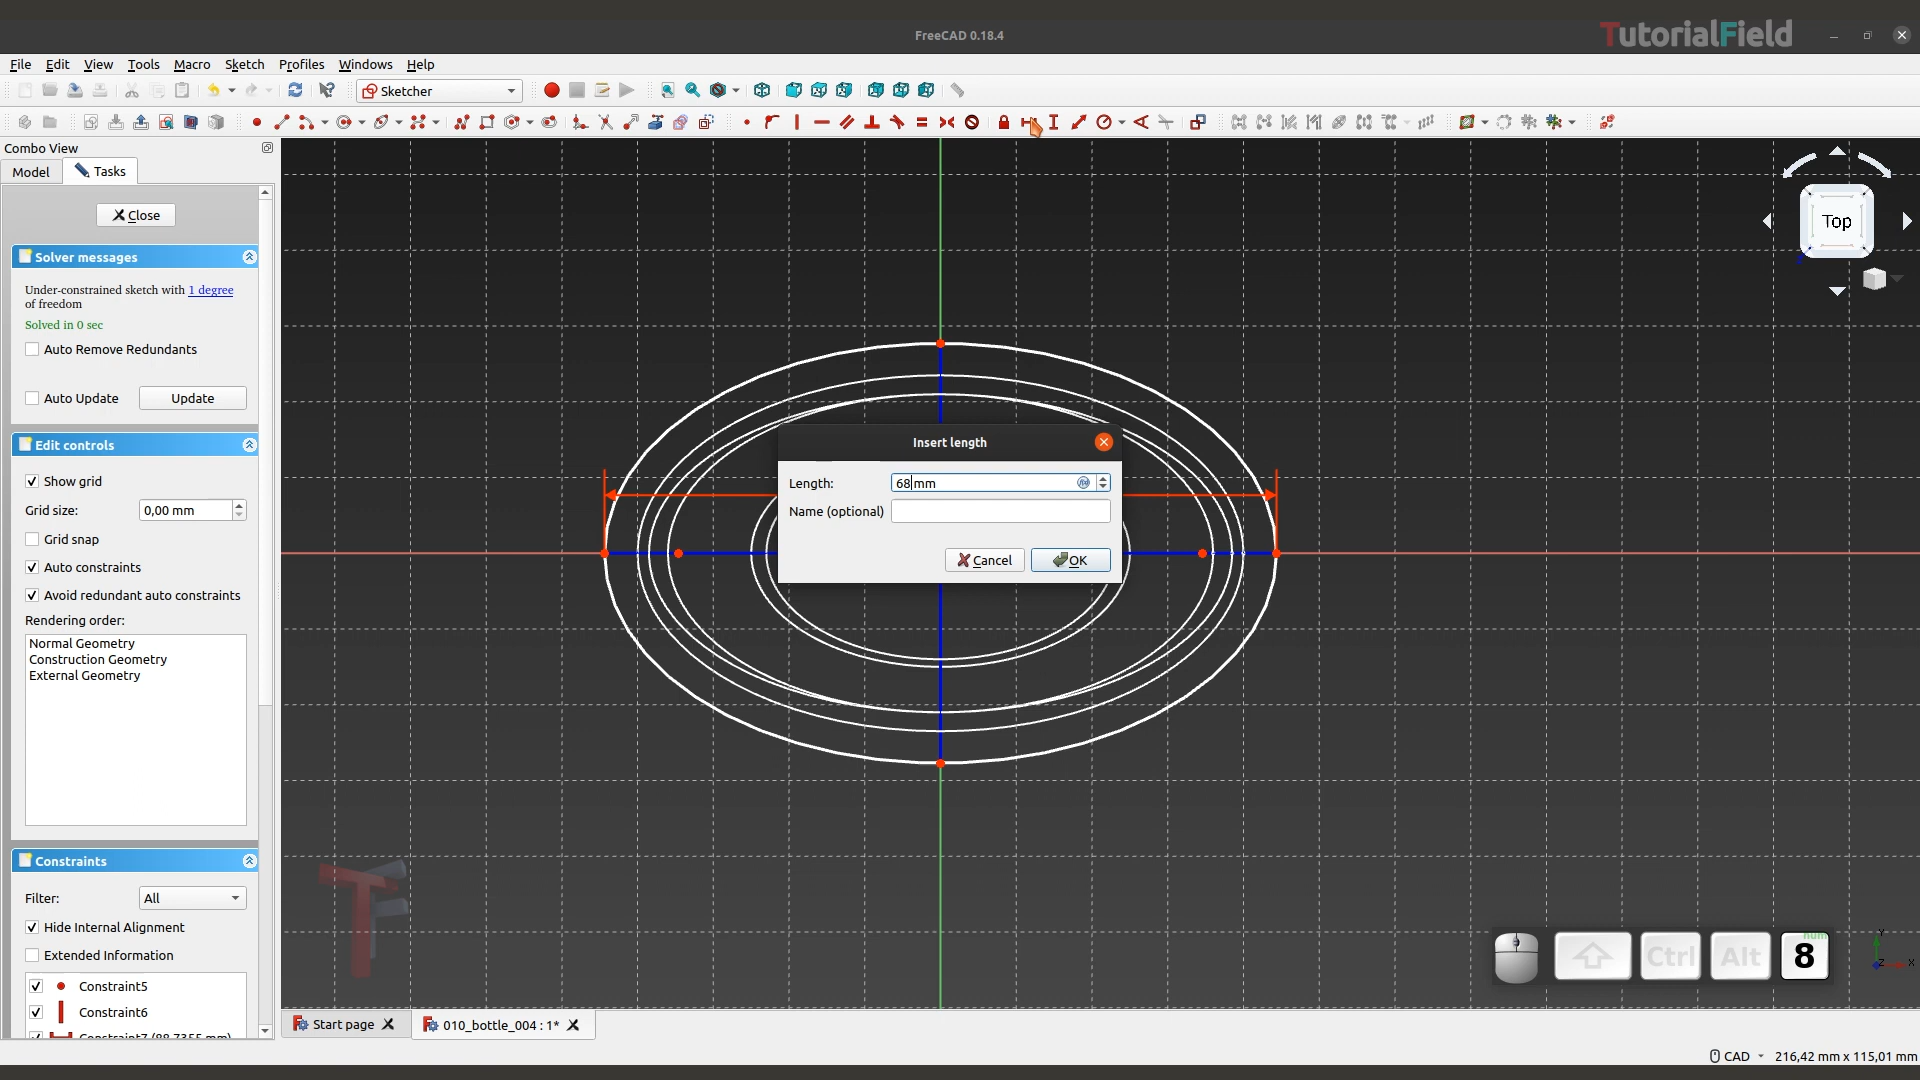 TutorialField
FreeCAD 0.18.4
File Edit View Tools Macro Sketch Profiles Windows Help
Sketcher
Combo View
Model Tasks
Close
Solver messages
Under-constrained sketch with 1 degree
of freedom
Solved in 0 sec
Auto Remove Redundants
Auto Update Update
Edit controls
Show grid
Grid size: 0,00 mm
Grid snap
Auto constraints
Avoid redundant auto constraints
Rendering order:
Normal Geometry
Construction Geometry
External Geometry
Constraints
Filter: All
Hide Internal Alignment
Extended Information
Constraint5
Constraint6
Constraint7 (88,7355 mm)
Top
Insert length
Length: 68 mm
Name (optional)
Cancel OK
Ctrl Alt num 8
Y
Z X
Start page 010_bottle_004 : 1*
CAD 216,42 mm x 115,01 mm